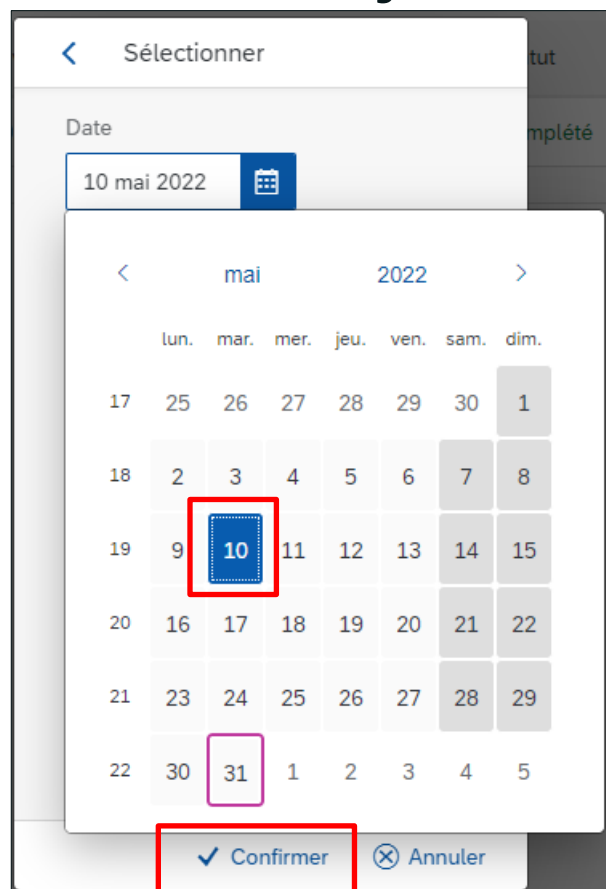 Sélectionner
tut
Date
mplété
10 mai 2022
mai 2022
lun. mar. mer. jeu. ven. sam. dim.
17 25 26 27 28 29 30 1
18 2 3 4 5 6 7 8
19 9 10 11 12 13 14 15
20 16 17 18 19 20 21 22
21 23 24 25 26 27 28 29
22 30 31 1 2 3 4 5
Confirmer Annuler